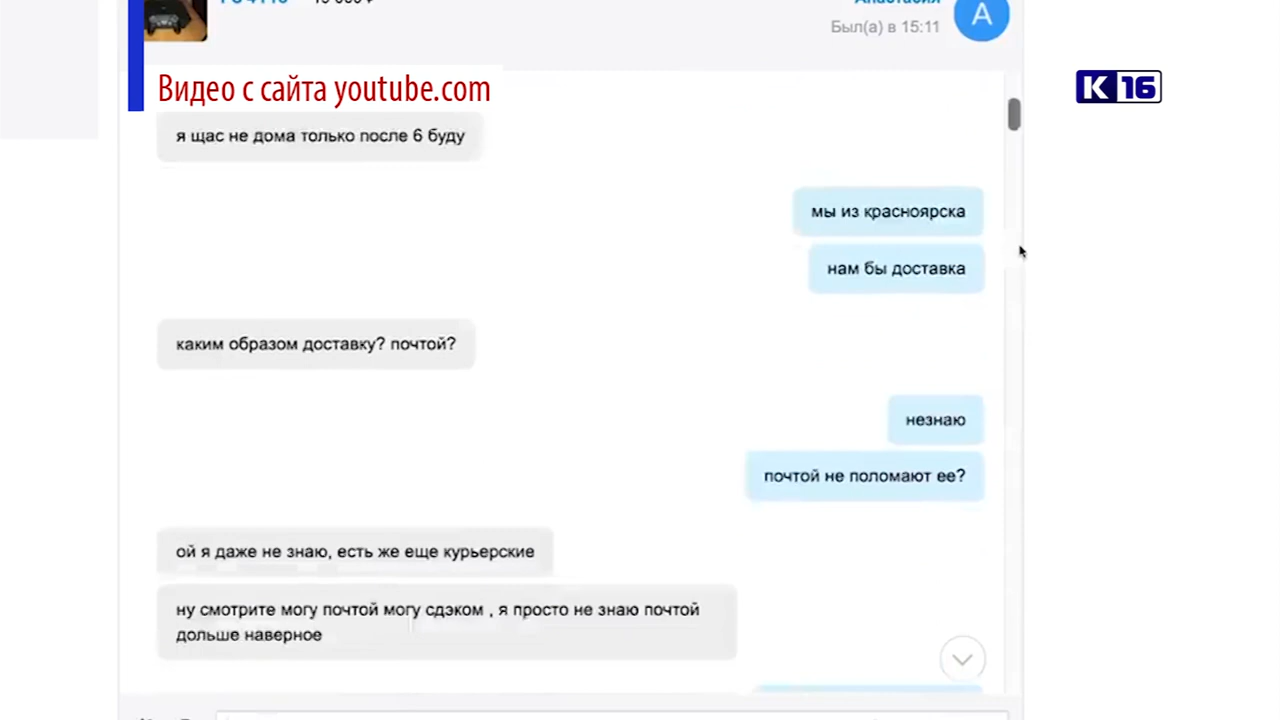 Анастасия
Был(а) в 15:11
Видео с сайта youtube.com
К 16
я щас не дома только после 6 буду
мы из красноярска
нам бы доставка
каким образом доставку? почтой?
незнаю
почтой не поломают ее?
ой я даже не знаю, есть же еще курьерские
ну смотрите могу почтой могу сдэком , я просто не знаю почтой
дольше наверное